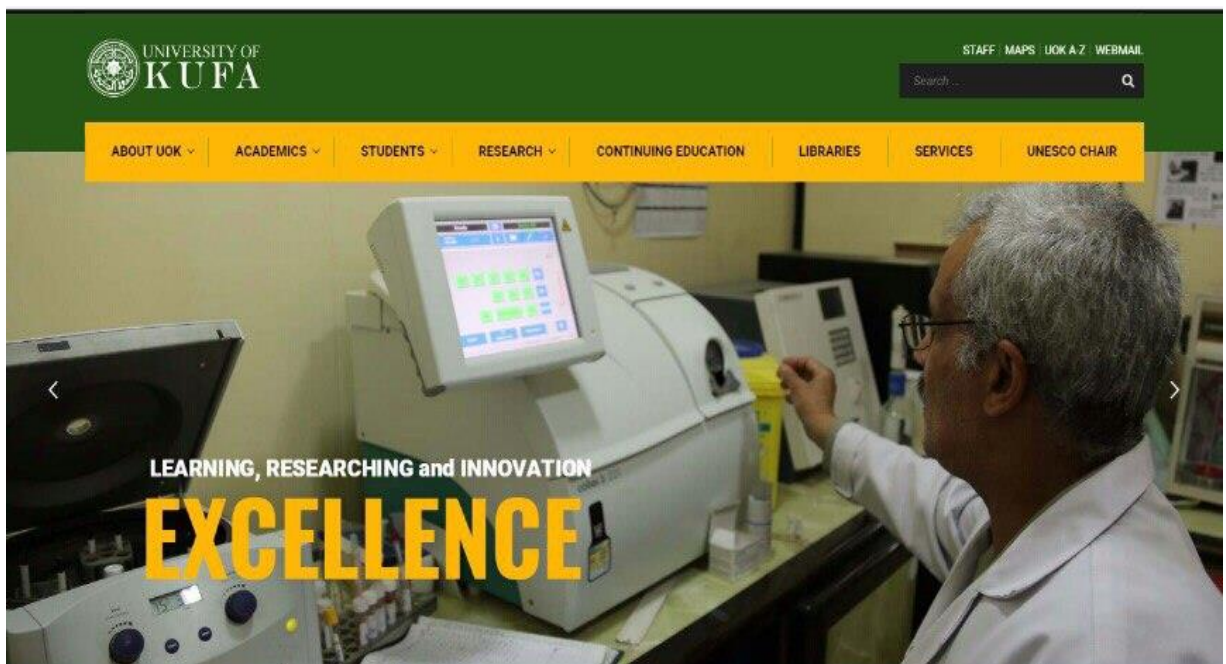 UNIVERSITY OF
KUFA
STAFF MAPS UOK A-Z WEBMAIL
Search ...
ABOUT UOK ACADEMICS STUDENTS RESEARCH CONTINUING EDUCATION LIBRARIES SERVICES UNESCO CHAIR
LEARNING, RESEARCHING and INNOVATION
EXCELLENCE